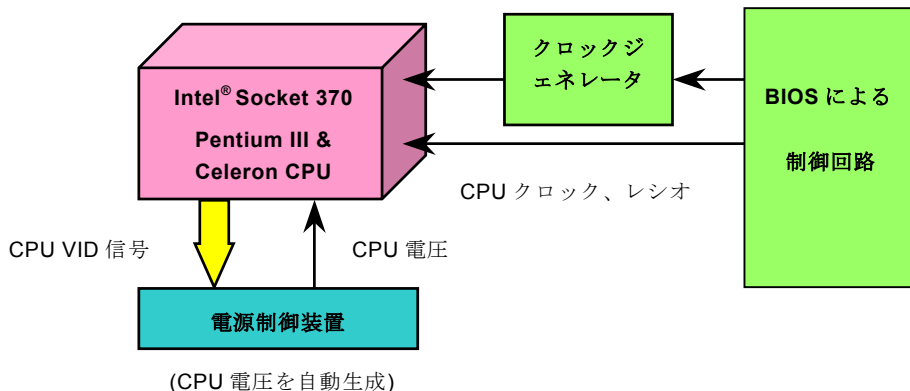 クロックジ
ェネレータ
Intel® Socket 370
Pentium III &
Celeron CPU
BIOS による
制御回路
CPU クロック、レシオ
CPU VID 信号
CPU 電圧
電源制御装置
(CPU 電圧を自動生成)